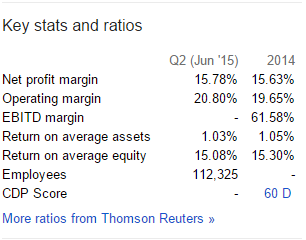 Key stats and ratios
Q2 (Jun '15) 2014
Net profit margin 15.78% 15.63%
Operating margin 20.80% 19.65%
EBITD margin - 61.58%
Return on average assets 1.03% 1.05%
Return on average equity 15.08% 15.30%
Employees 112,325 -
CDP Score - 60 D
More ratios from Thomson Reuters »